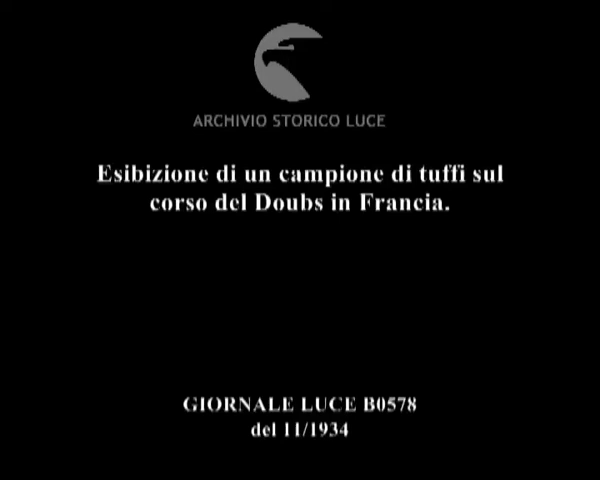 ARCHIVIO STORICO LUCE
Esibizione di un campione di tuffi sul
corso del Doubs in Francia.
GIORNALE LUCE B0578
del 11/1934